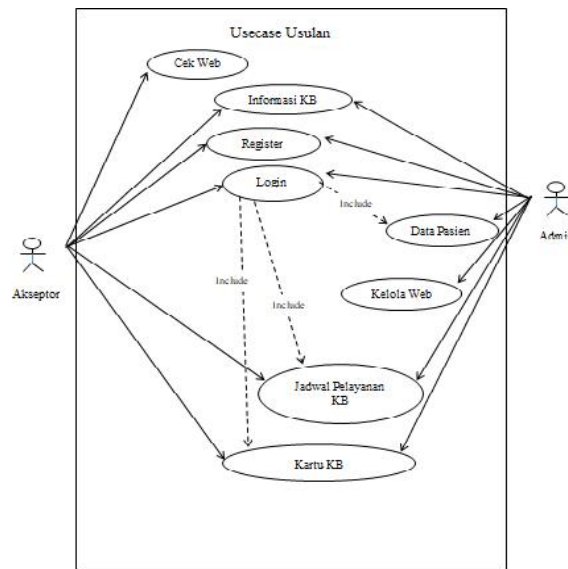 Usecase Usulan
Cek Web
Informasi KB
Register
Login
Include
Data Pasien
Admi
Akseptor
Include
Kelola Web
Include
Jadwal Pelayanan
KB
Kartu KB